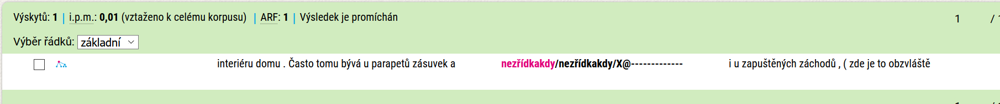 Výskytů: 1 | i.p.m.: 0,01 (vztaženo k celému korpusu) | ARF: 1 | Výsledek je promíchán 1 / 1
Výběr řádků: základní
interiéru domu . Často tomu bývá u parapetů zásuvek a nezřídkakdy/nezřídkakdy/X@------------- i u zapuštěných záchodů , ( zde je to obzvláště